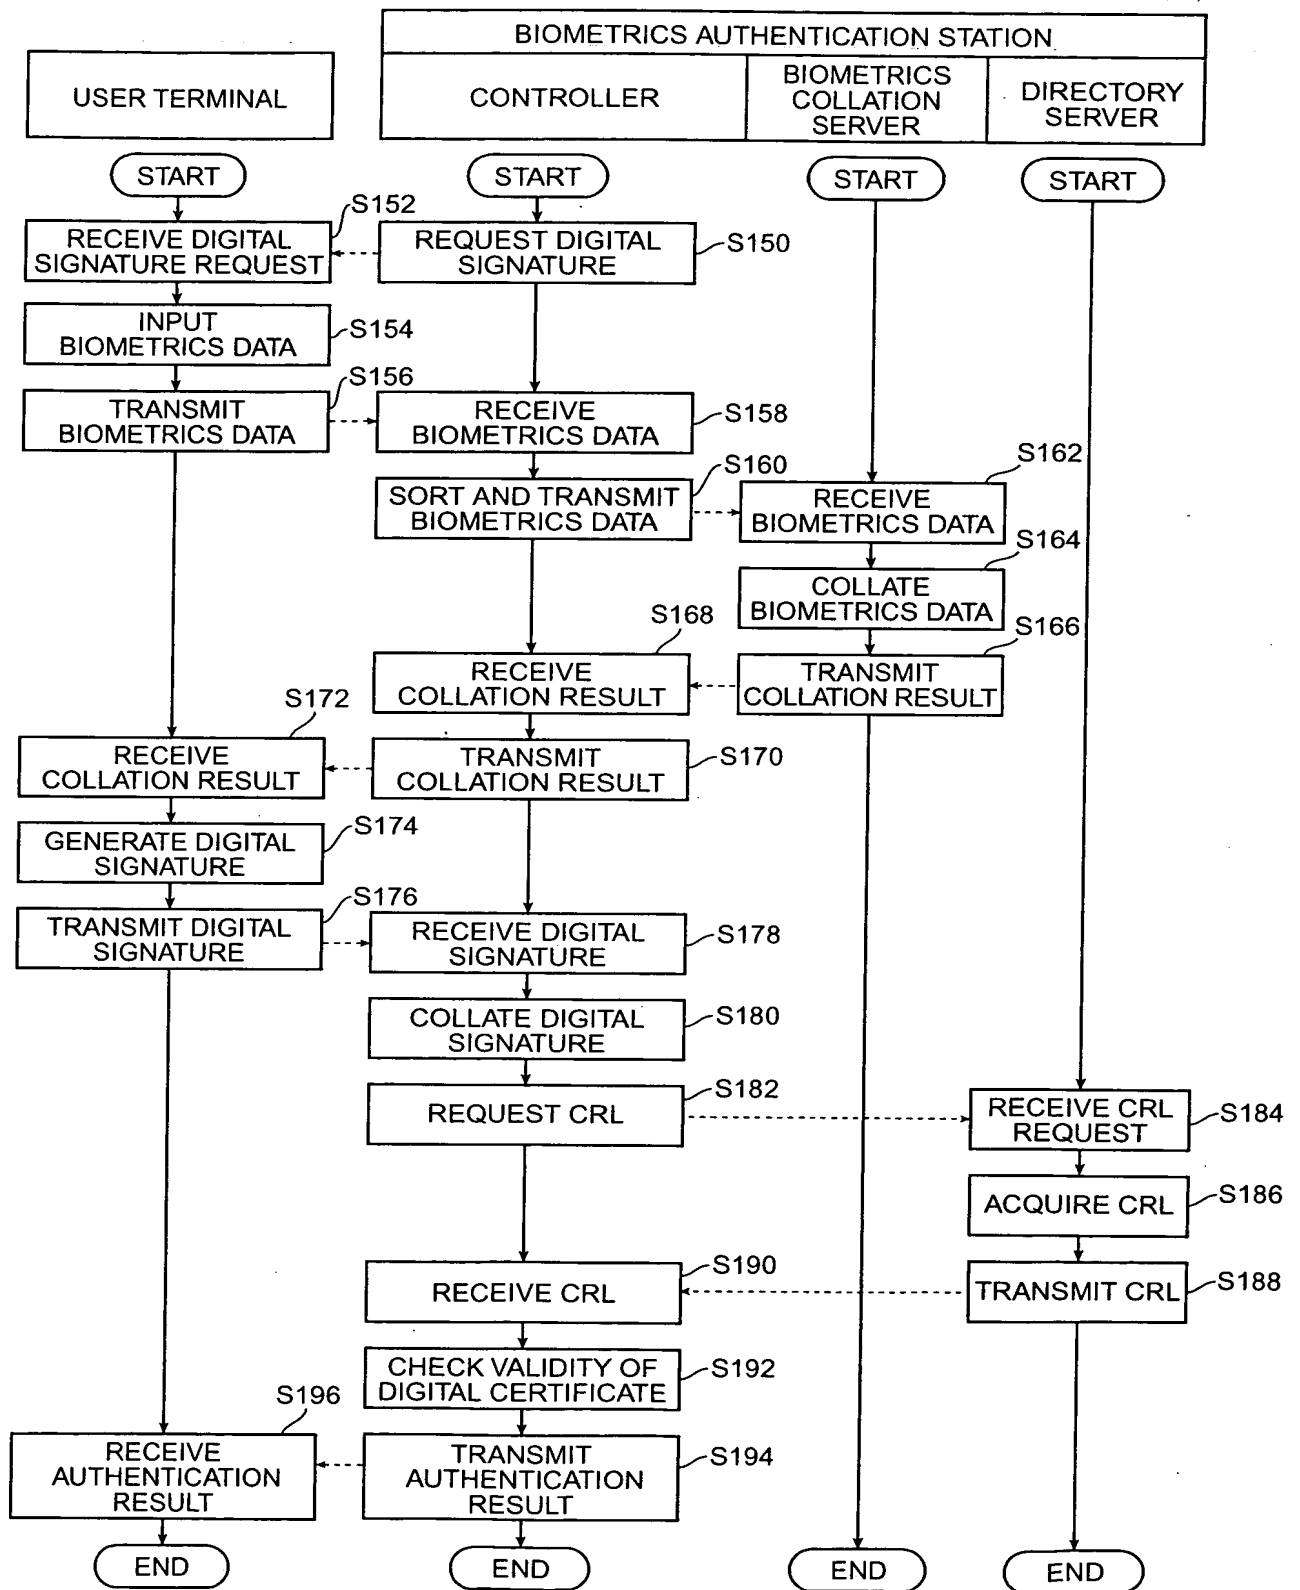 BIOMETRICS AUTHENTICATION STATION
USER TERMINAL
CONTROLLER
BIOMETRICS
COLLATION
SERVER
DIRECTORY
SERVER
START
START
START
START
S152
RECEIVE DIGITAL
SIGNATURE REQUEST
REQUEST DIGITAL
SIGNATURE
S150
INPUT
BIOMETRICS DATA
S154
S156
TRANSMIT
BIOMETRICS DATA
RECEIVE
BIOMETRICS DATA
S158
S160
SORT AND TRANSMIT
BIOMETRICS DATA
S162
RECEIVE
BIOMETRICS DATA
S164
COLLATE
BIOMETRICS DATA
S166
TRANSMIT
COLLATION RESULT
S168
RECEIVE
COLLATION RESULT
S172
RECEIVE
COLLATION RESULT
TRANSMIT
COLLATION RESULT
S170
GENERATE DIGITAL
SIGNATURE
S174
S176
TRANSMIT DIGITAL
SIGNATURE
RECEIVE DIGITAL
SIGNATURE
S178
COLLATE DIGITAL
SIGNATURE
S180
REQUEST CRL
S182
RECEIVE CRL
REQUEST
S184
ACQUIRE CRL
S186
RECEIVE CRL
S190
TRANSMIT CRL
S188
CHECK VALIDITY OF
DIGITAL CERTIFICATE
S192
S196
RECEIVE
AUTHENTICATION
RESULT
TRANSMIT
AUTHENTICATION
RESULT
S194
END
END
END
END